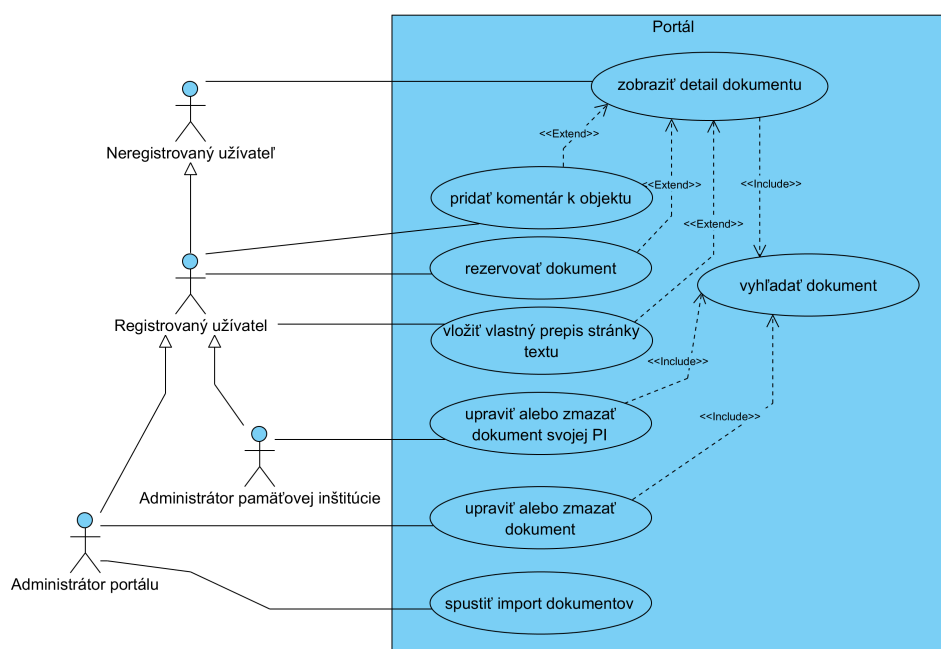 Portál
zobraziť detail dokumentu
<<Extend>>
Neregistrovaný užívateľ
pridať komentár k objektu
<<Extend>>
<<Include>>
<<Extend>>
rezervovať dokument
vyhľadať dokument
Registrovaný užívatel
vložiť vlastný prepis stránky
textu
<<Include>>
upraviť alebo zmazať
dokument svojej PI
<<Include>>
Administrátor pamäťovej inštitúcie
upraviť alebo zmazať
dokument
Administrátor portálu
spustiť import dokumentov